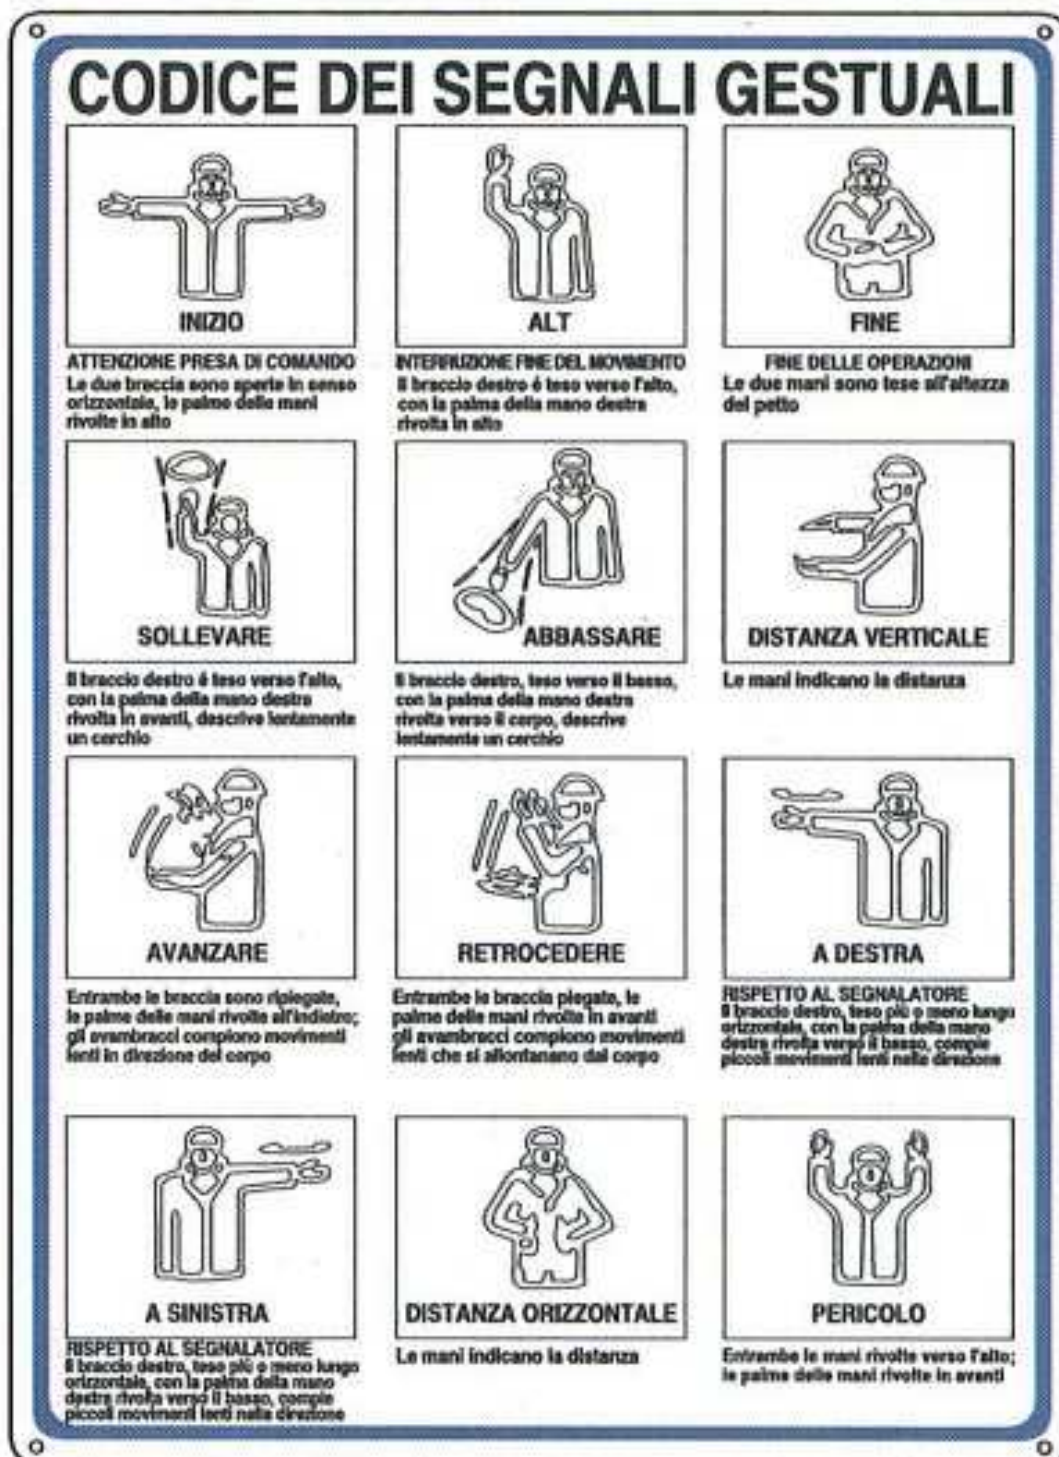 CODICE DEI SEGNALI GESTUALI
INIZIO
ATTENZIONE PRESA DI COMANDO
Le due braccia sono aperte in senso
orizzontale, le palme delle mani
rivolte in alto
ALT
INTERRUZIONE FINE DEL MOVIMENTO
Il braccio destro é teso verso l'alto,
con la palma della mano destra
rivolta in alto
FINE
FINE DELLE OPERAZIONI
Le due mani sono tese all'altezza
del petto
SOLLEVARE
Il braccio destro é teso verso l'alto,
con la palma della mano destra
rivolta in avanti, descrive lentamente
un cerchio
ABBASSARE
Il braccio destro, teso verso il basso,
con la palma della mano destra
rivolta verso il corpo, descrive
lentamente un cerchio
DISTANZA VERTICALE
Le mani indicano la distanza
AVANZARE
Entrambe le braccia sono ripiegate,
le palme delle mani rivolte all'indietro;
gli avambracci compiono movimenti
lenti in direzione del corpo
RETROCEDERE
Entrambe le braccia piegate, le
palme delle mani rivolte in avanti
gli avambracci compiono movimenti
lenti che si allontanano dal corpo
A DESTRA
RISPETTO AL SEGNALATORE
Il braccio destro, teso più o meno lungo
orizzontale, con la palma della mano
destra rivolta verso il basso, compie
piccoli movimenti lenti nella direzione
A SINISTRA
RISPETTO AL SEGNALATORE
Il braccio destro, teso più o meno lungo
orizzontale, con la palma della mano
destra rivolta verso il basso, compie
piccoli movimenti lenti nella direzione
DISTANZA ORIZZONTALE
Le mani indicano la distanza
PERICOLO
Entrambe le mani rivolte verso l'alto;
le palme delle mani rivolte in avanti